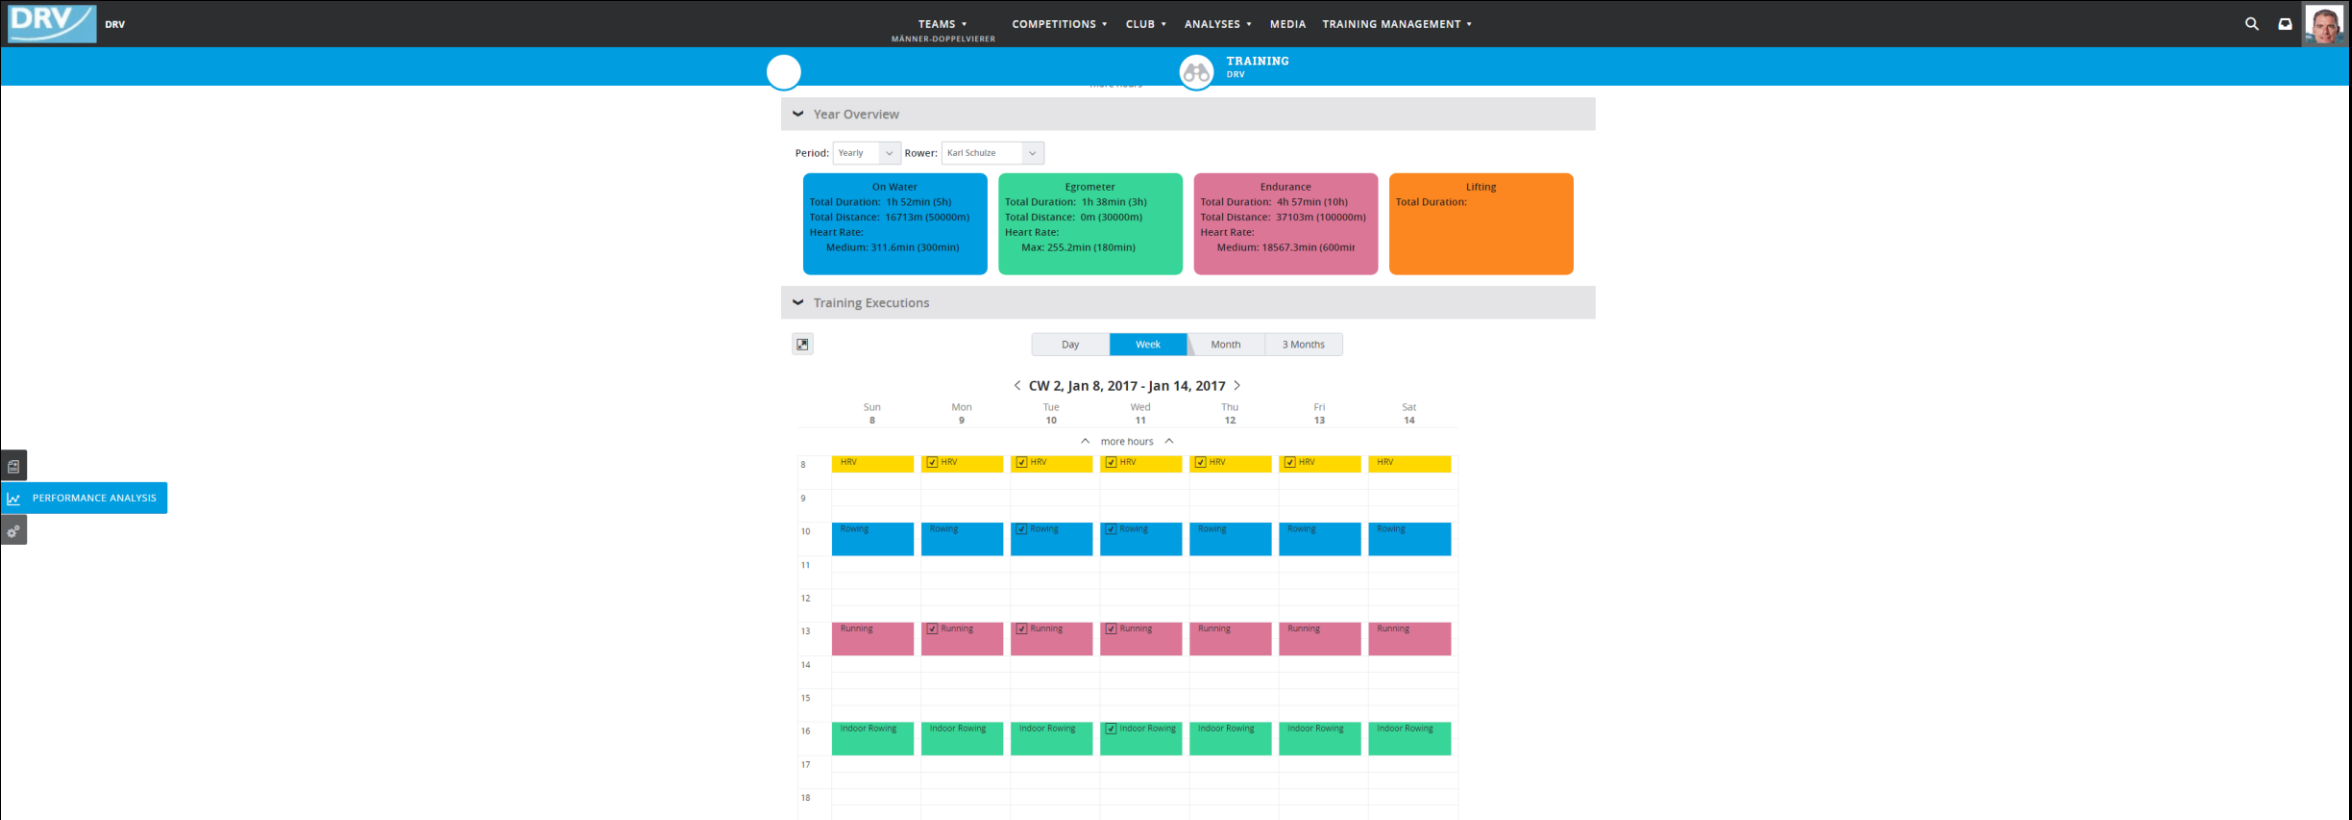 DRV
DRV
TEAMS
MÄNNER-DOPPELVIERER
COMPETITIONS
CLUB
ANALYSES
MEDIA
TRAINING MANAGEMENT
TRAINING
DRV
more hours
Year Overview
Period: Yearly Rower: Karl Schulze
On Water
Total Duration: 1h 52min (5h)
Total Distance: 16713m (50000m)
Heart Rate:
Medium: 311.6min (300min)
Egrometer
Total Duration: 1h 38min (3h)
Total Distance: 0m (30000m)
Heart Rate:
Max: 255.2min (180min)
Endurance
Total Duration: 4h 57min (10h)
Total Distance: 37103m (100000m)
Heart Rate:
Medium: 18567.3min (600mir
Lifting
Total Duration:
Training Executions
Day Week Month 3 Months
CW 2, Jan 8, 2017 - Jan 14, 2017
Sun Mon Tue Wed Thu Fri Sat
8 9 10 11 12 13 14
more hours
8 HRV HRV HRV HRV HRV HRV HRV
9
10 Rowing Rowing Rowing Rowing Rowing Rowing Rowing
11
12
13 Running Running Running Running Running Running Running
14
15
16 Indoor Rowing Indoor Rowing Indoor Rowing Indoor Rowing Indoor Rowing Indoor Rowing Indoor Rowing
17
18
PERFORMANCE ANALYSIS